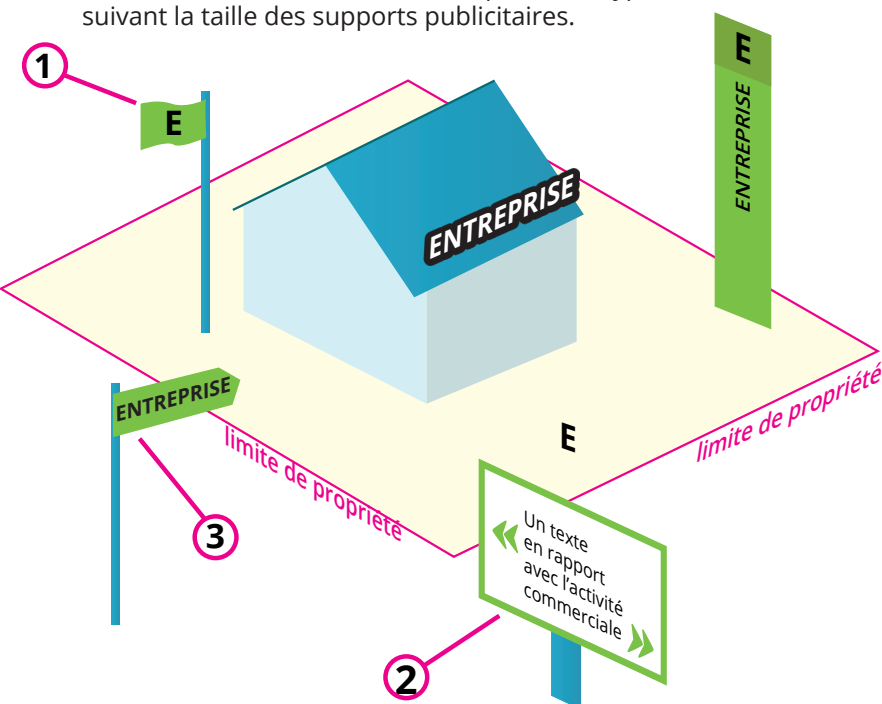 suivant la taille des supports publicitaires.
1
E
E
ENTREPRISE
ENTREPRISE
ENTREPRISE
limite de propriété
limite de propriété
3
E
« Un texte
en rapport
avec l’activité
commerciale »
2